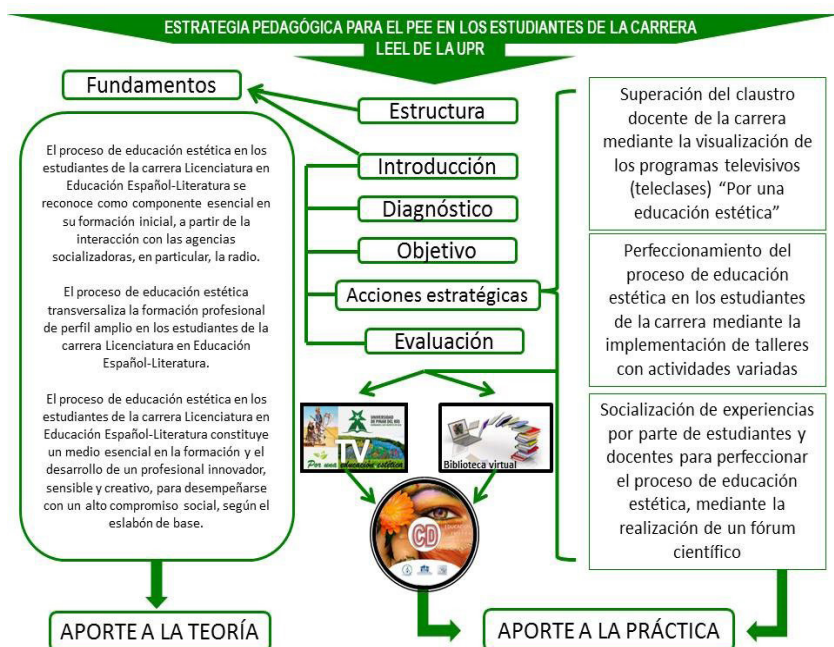 ESTRATEGIA PEDAGÓGICA PARA EL PEE EN LOS ESTUDIANTES DE LA CARRERA
LEEL DE LA UPR
Fundamentos
El proceso de educación estética en los
estudiantes de la carrera Licenciatura en
Educación Español-Literatura se
reconoce como componente esencial en
su formación inicial, a partir de la
interacción con las agencias
socializadoras, en particular, la radio.
El proceso de educación estética
transversaliza la formación profesional
de perfil amplio en los estudiantes de la
carrera Licenciatura en Educación
Español-Literatura.
El proceso de educación estética en los
estudiantes de la carrera Licenciatura en
Educación Español-Literatura constituye
un medio esencial en la formación y el
desarrollo de un profesional innovador,
sensible y creativo, para desempeñarse
con un alto compromiso social, según el
eslabón de base.
APORTE A LA TEORÍA
Estructura
Introducción
Diagnóstico
Objetivo
Acciones estratégicas
Evaluación
UNIVERSIDAD
DE PINAR DEL RÍO
TV
Por una educación estética
Biblioteca virtual
CD
Superación del claustro
docente de la carrera
mediante la visualización de
los programas televisivos
(teleclases) “Por una
educación estética”
Perfeccionamiento del
proceso de educación
estética en los estudiantes
de la carrera mediante la
implementación de talleres
con actividades variadas
Socialización de experiencias
por parte de estudiantes y
docentes para perfeccionar
el proceso de educación
estética, mediante la
realización de un fórum
científico
APORTE A LA PRÁCTICA